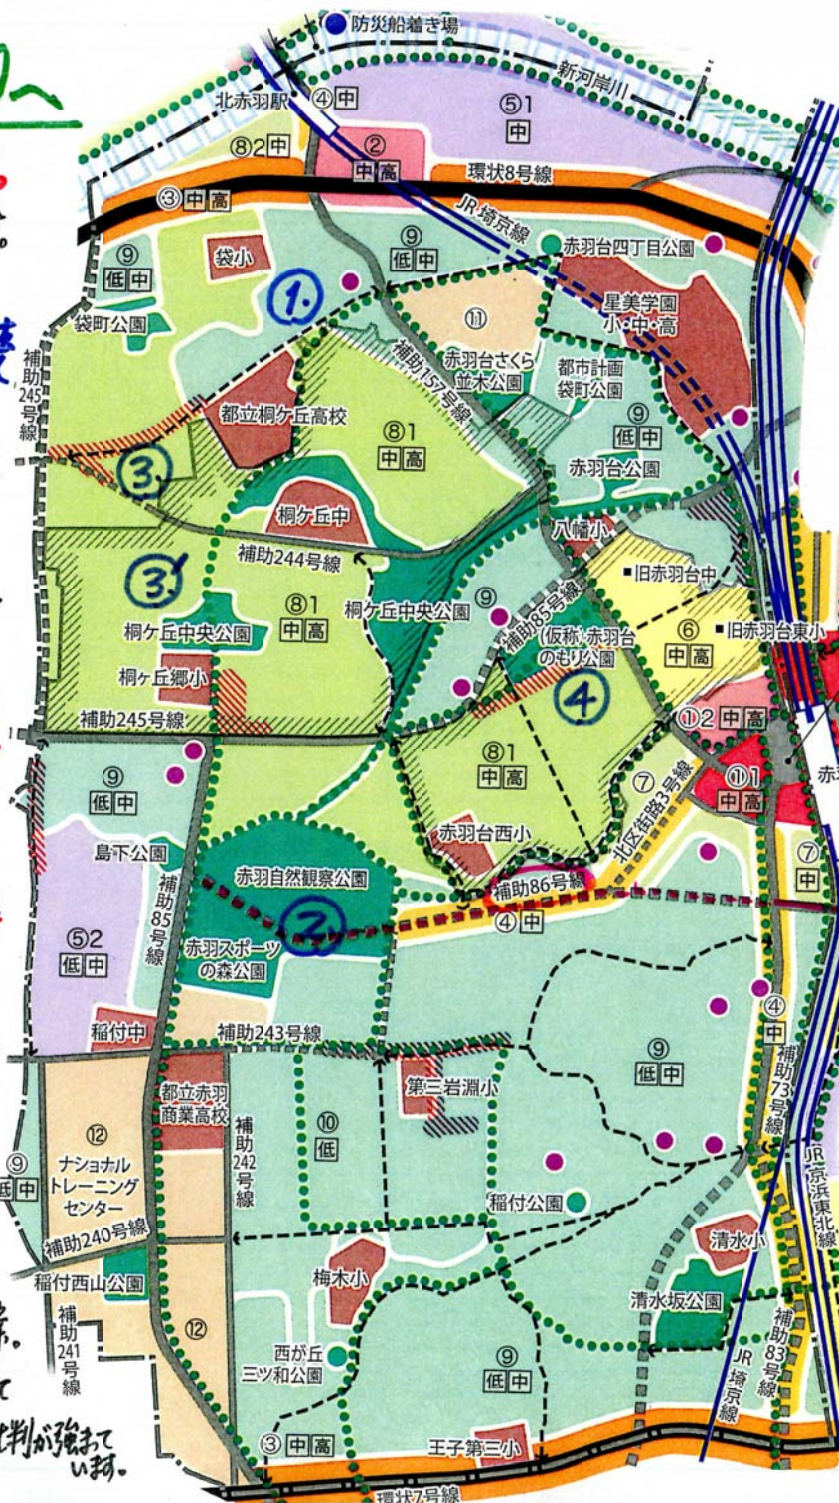 防災船着き場
新河岸川
北赤羽駅
④中
⑤1
中
⑧2中
②
中高
環状8号線
③中高
JR埼京線
⑨
低中
袋小
⑨
低中
赤羽台四丁目公園
1.
⑪
星美学園
小・中・高
袋町公園
補助245号線
補助157号線
赤羽台さくら
並木公園
都市計画
袋町公園
都立桐ケ丘高校
⑧1
中高
⑨
低中
赤羽台公園
3.
桐ケ丘中
八幡小
補助244号線
旧赤羽台中
3'
⑧1
中高
桐ケ丘中央公園
⑨
補助85号線
(仮称)赤羽台
のもり公園
⑥
中高
旧赤羽台東小
桐ケ丘中央公園
桐ヶ丘郷小
4
補助245号線
①2中高
⑧1
中高
①1
中高
⑨
低中
⑦
北区街路3号線
赤羽台西小
島下公園
赤羽自然観察公園
補助86号線
⑦
中
補助85号線
2.
④中
⑤2
低中
赤羽スポーツ
の森公園
稲付中
補助243号線
⑨
低中
④
中
補助73号線
都立赤羽
商業高校
第三岩淵小
⑫
ナショナル
トレーニング
センター
補助242号線
⑩
低
⑨
低中
稲付公園
JR京浜東北線
補助240号線
清水小
稲付西山公園
梅木小
清水坂公園
補助241号線
⑫
西が丘
三ツ和公園
⑨
低中
JR埼京線
補助83号線
て
判が強まって
います。
③中高
王子第三小
環状7号線